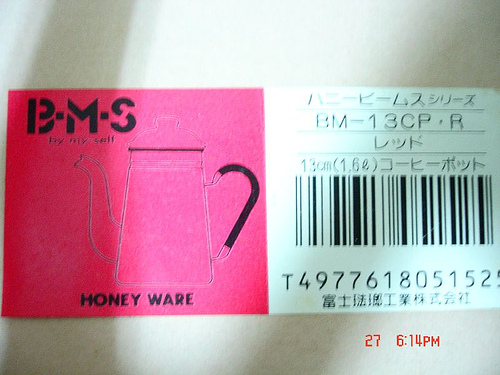 B-M-S
by my self
HONEY WARE
ハニービームスシリーズ
BM-13CP・R
レッド
13cm(1.6ℓ)コーヒーポット
T497761805152
富士琺瑯工業株式会社
27 6:14PM